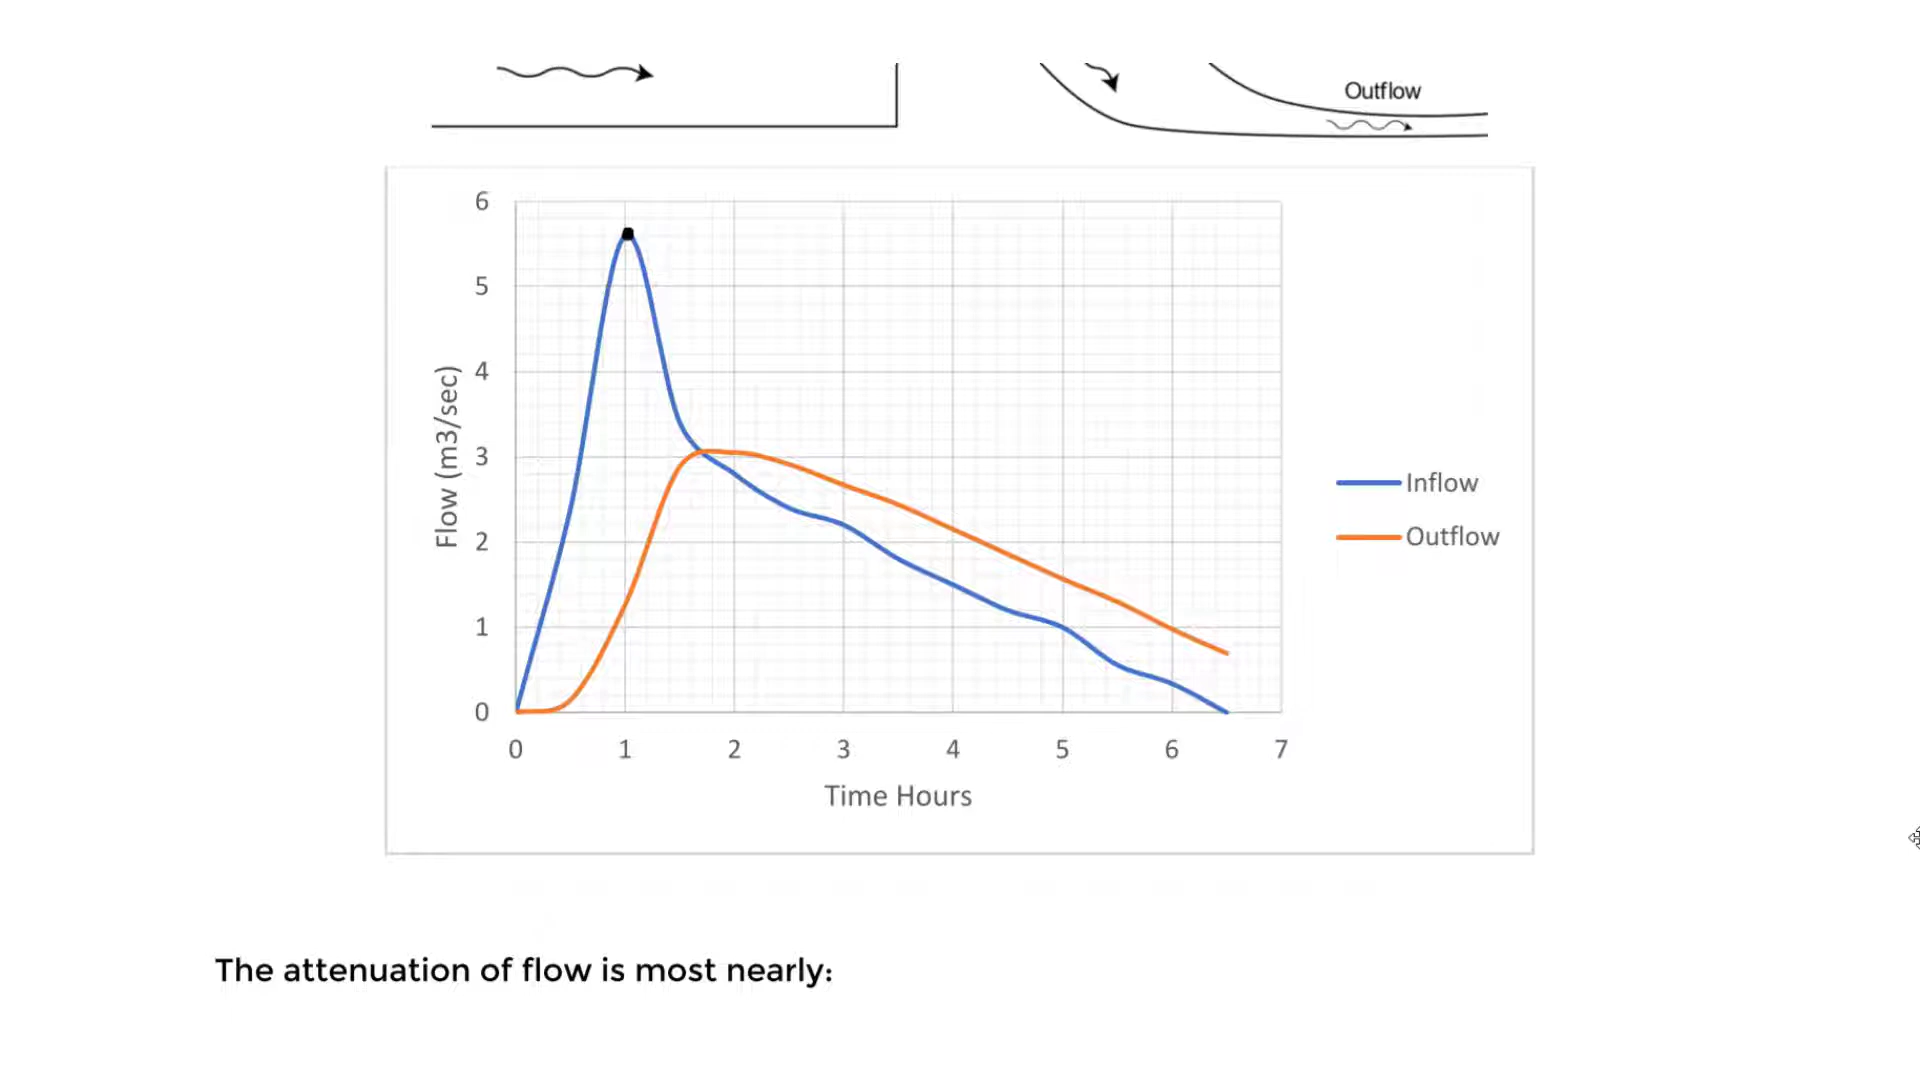 Outflow
6
5
4
3
2
1
0
Flow (m3/sec)
0 1 2 3 4 5 6 7
Time Hours
Inflow
Outflow
The attenuation of flow is most nearly: